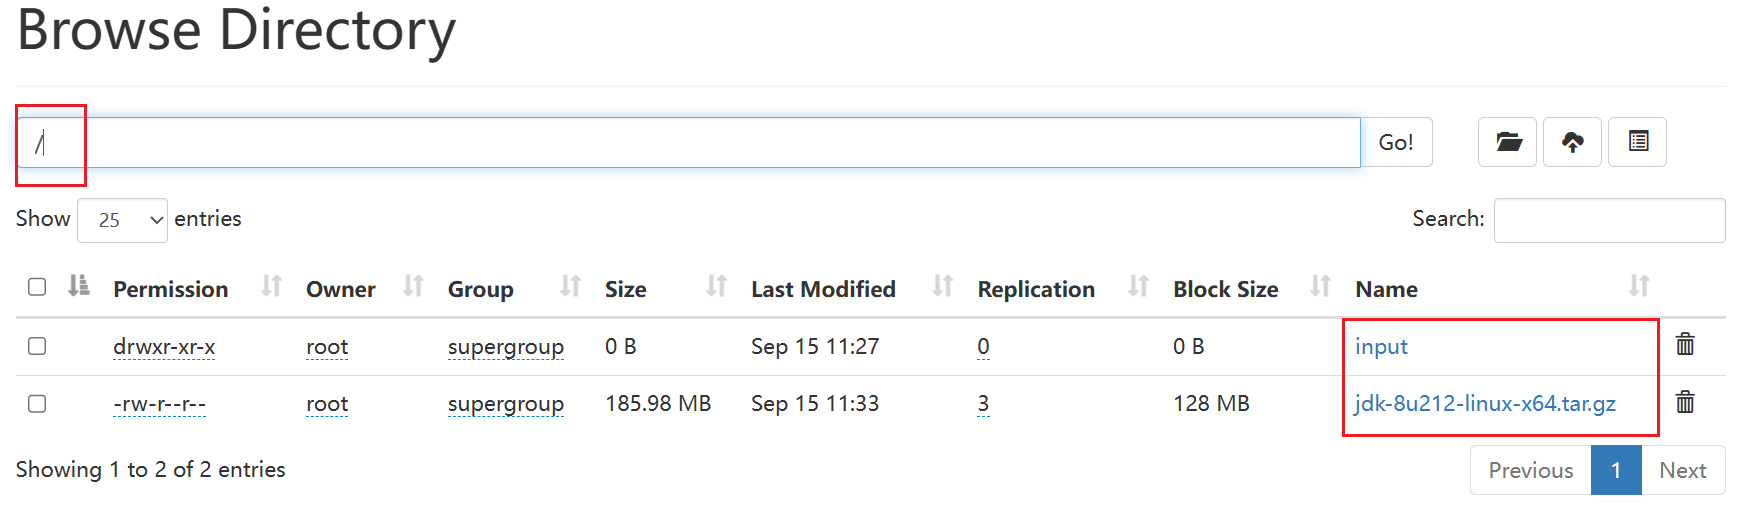 Browse Directory
/ Go!
Show 25 entries Search:
Permission Owner Group Size Last Modified Replication Block Size Name
drwxr-xr-x root supergroup 0 B Sep 15 11:27 0 0 B input
-rw-r--r-- root supergroup 185.98 MB Sep 15 11:33 3 128 MB jdk-8u212-linux-x64.tar.gz
Showing 1 to 2 of 2 entries Previous 1 Next